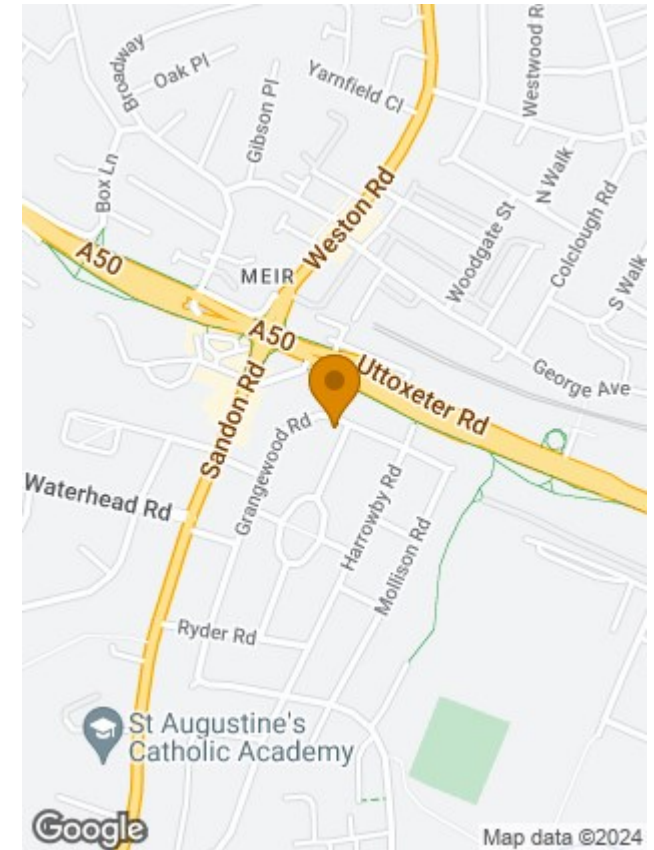 Broadway
Oak Pl
Yarnfield Cl
Westwood R
Gibson Pl
Box Ln
N Walk
Weston Rd
Woodgate St
Colclough Rd
S Walk
A50
MEIR
A50
Uttoxeter Rd
George Ave
Sandon Rd
Grangewood Rd
Waterhead Rd
Harrowby Rd
Mollison Rd
Ryder Rd
St Augustine's
Catholic Academy
Google
Map data ©2024